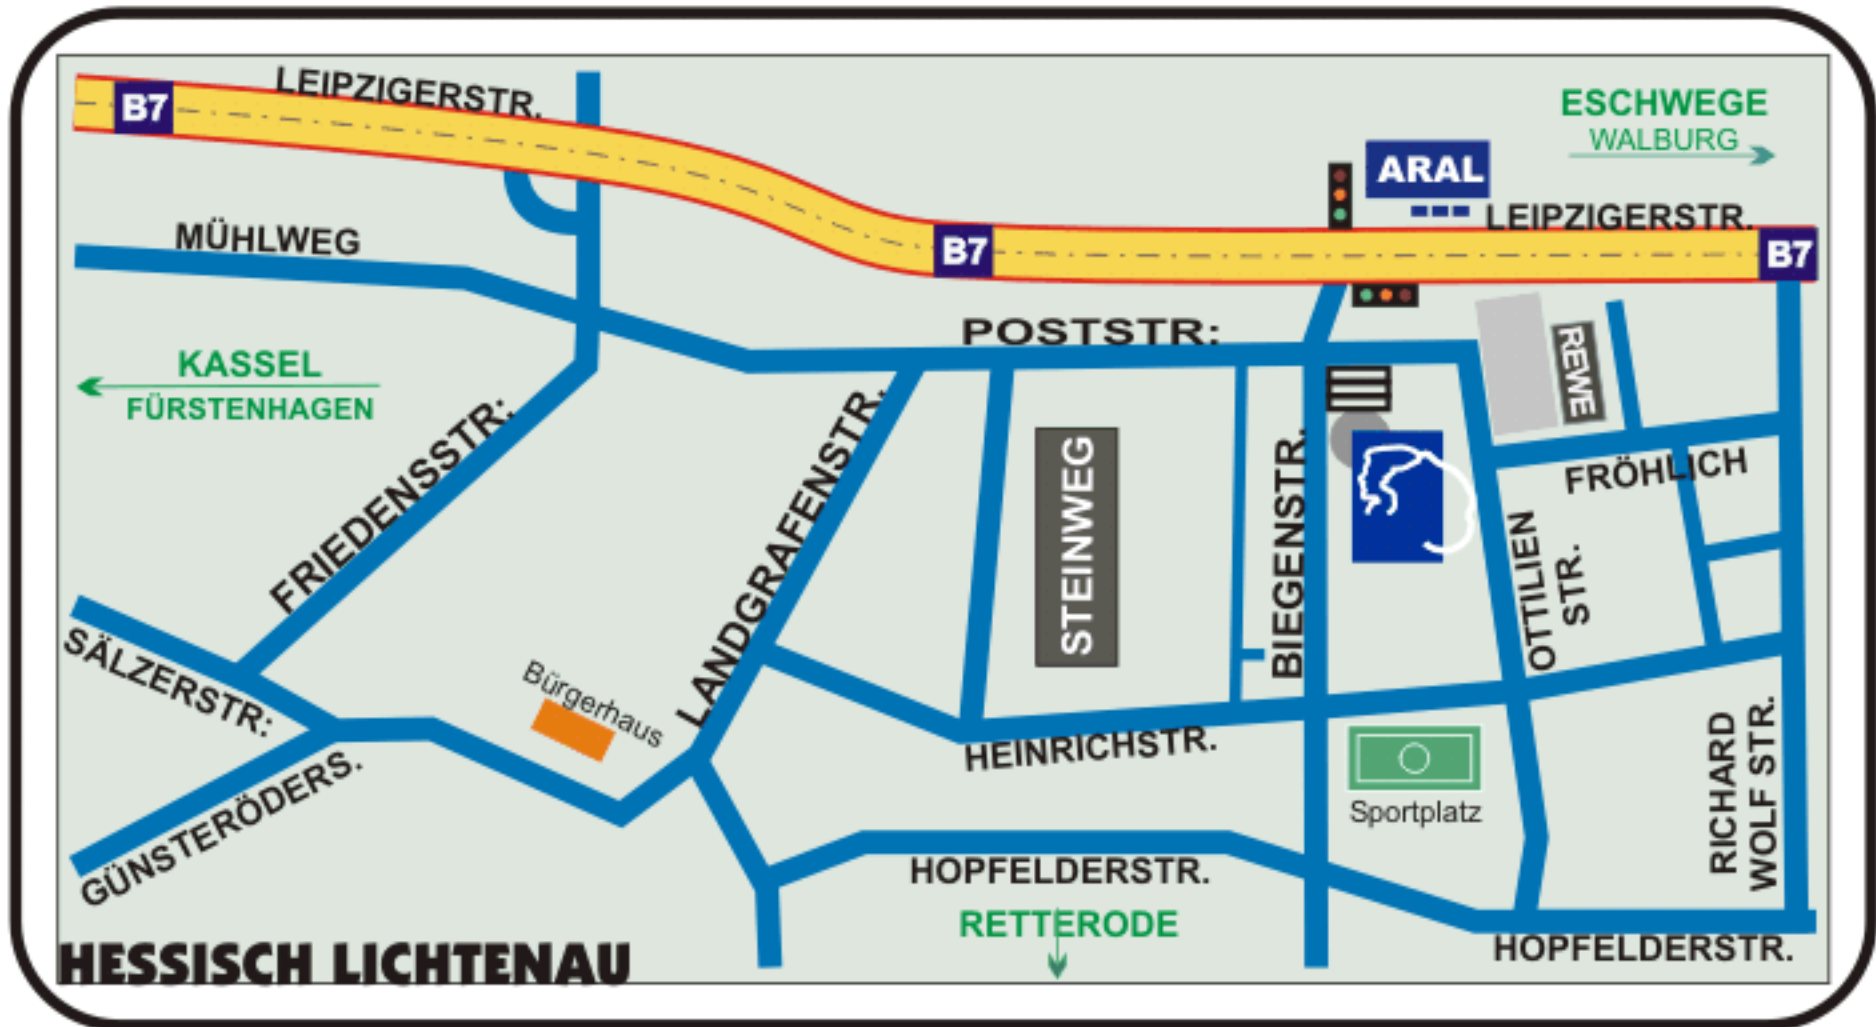 LEIPZIGERSTR.
B7
ESCHWEGE
WALBURG
ARAL
LEIPZIGERSTR.
MÜHLWEG
B7
B7
POSTSTR:
KASSEL
FÜRSTENHAGEN
REWE
FRIEDENSSTR:
LANDGRAFENSTR.
STEINWEG
BIEGENSTR.
FRÖHLICH
OTTILIEN
STR.
SÄLZERSTR:
Bürgerhaus
HEINRICHSTR.
GÜNSTERÖDERS.
Sportplatz
RICHARD
WOLF STR.
HOPFELDERSTR.
RETTERODE
HOPFELDERSTR.
HESSISCH LICHTENAU